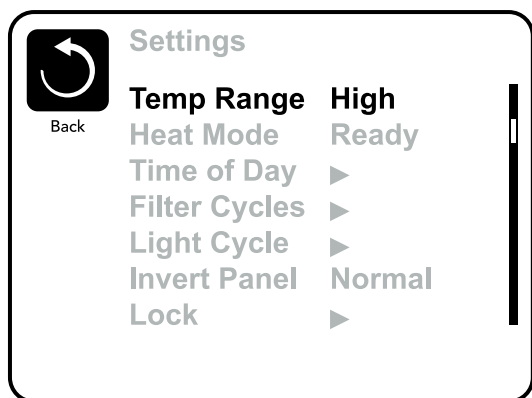 Settings
Back
Temp Range High
Heat Mode Ready
Time of Day ▶
Filter Cycles ▶
Light Cycle ▶
Invert Panel Normal
Lock ▶